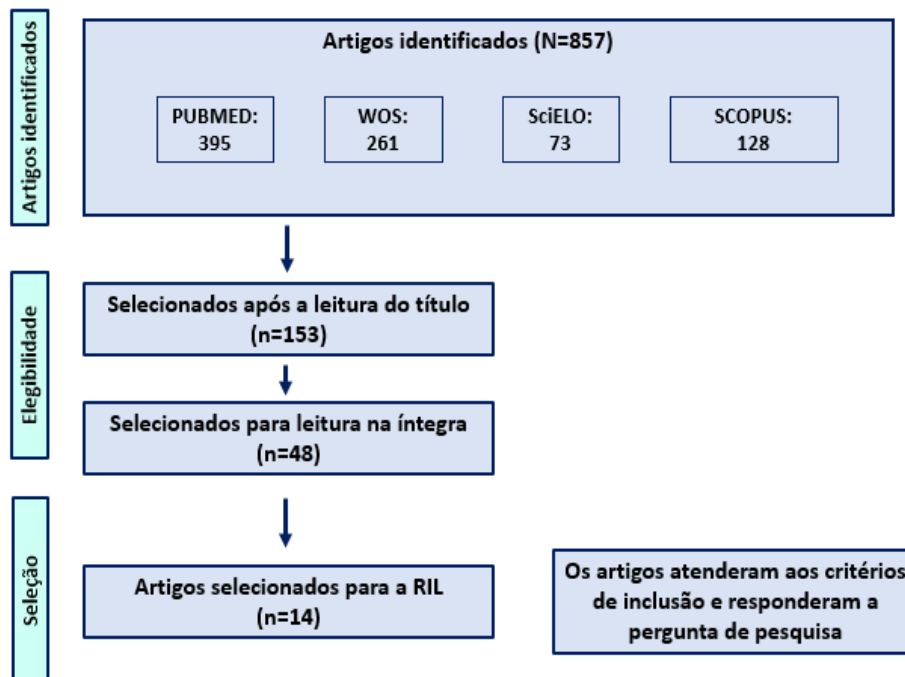 Artigos identificados
Artigos identificados (N=857)
PUBMED:
395
WOS:
261
SciELO:
73
SCOPUS:
128
Elegibilidade
Selecionados após a leitura do título
(n=153)
Selecionados para leitura na íntegra
(n=48)
Seleção
Artigos selecionados para a RIL
(n=14)
Os artigos atenderam aos critérios
de inclusão e responderam a
pergunta de pesquisa